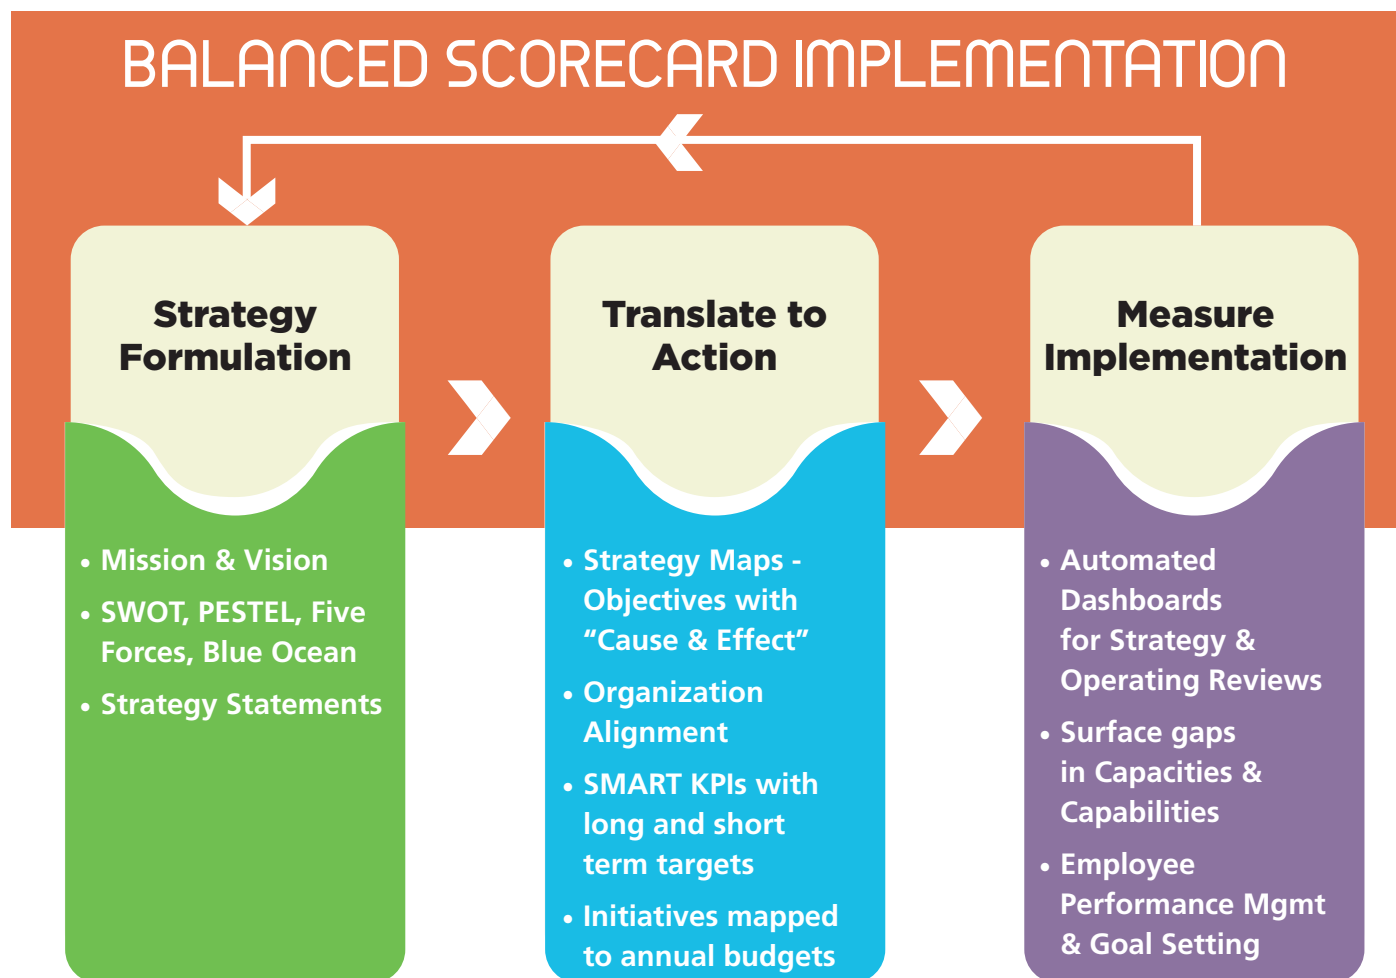 BALANCED SCORECARD IMPLEMENTATION
Strategy
Formulation
• Mission & Vision
• SWOT, PESTEL, Five
Forces, Blue Ocean
• Strategy Statements
Translate to
Action
• Strategy Maps -
Objectives with
“Cause & Effect”
• Organization
Alignment
• SMART KPIs with
long and short
term targets
• Initiatives mapped
to annual budgets
Measure
Implementation
• Automated
Dashboards
for Strategy &
Operating Reviews
• Surface gaps
in Capacities &
Capabilities
• Employee
Performance Mgmt
& Goal Setting